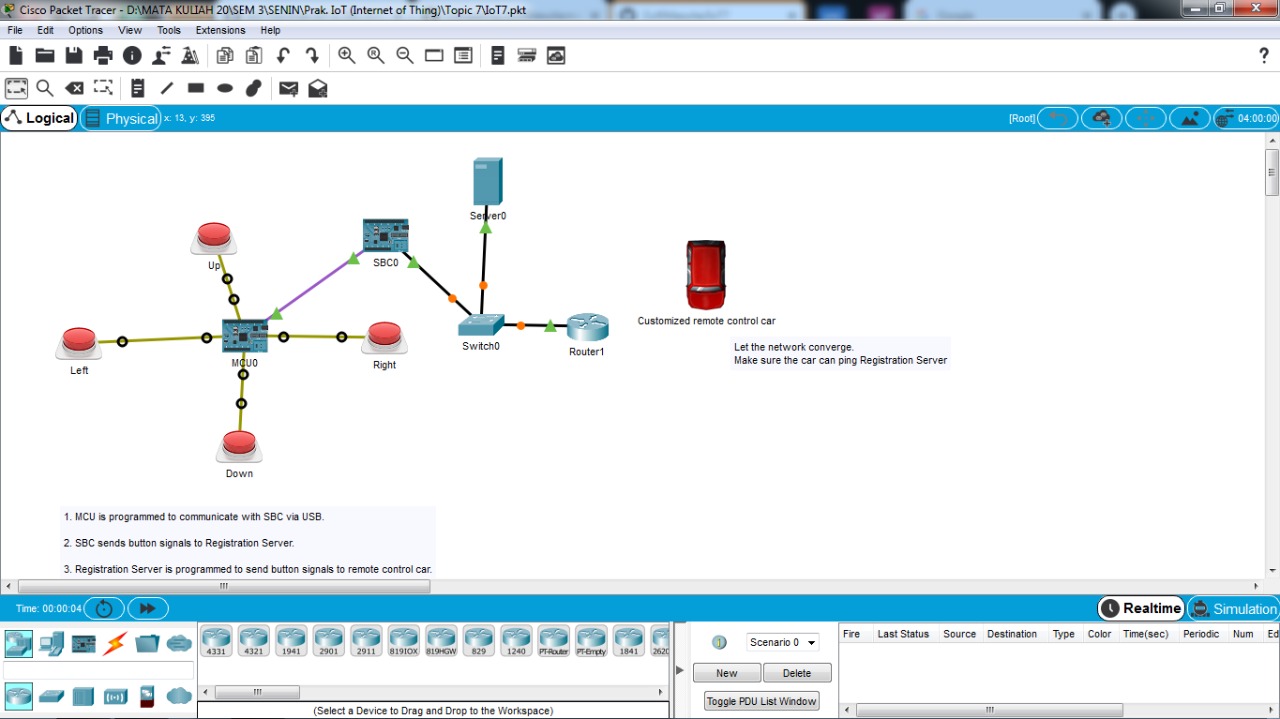 Cisco Packet Tracer - D:\MATA KULIAH 20\SEM 3\SENIN\Prak. IoT (Internet of Thing)\Topic 7\IoT7.pkt
File Edit Options View Tools Extensions Help
Logical Physical x: 13, y: 395 [Root] 04:00:00
Server0
Up
SBC0
Customized remote control car
Switch0
Router1
Let the network converge.
Make sure the car can ping Registration Server
MCU0
Left
Right
Down
1. MCU is programmed to communicate with SBC via USB.
2. SBC sends button signals to Registration Server.
3. Registration Server is programmed to send button signals to remote control car.
Time: 00:00:04 Realtime Simulation
Scenario 0
Fire Last Status Source Destination Type Color Time(sec) Periodic Num Ed
4331 4321 1941 2901 2911 819IOX 819HGW 829 1240 PT-Router PT-Empty 1841 2620
New Delete
Toggle PDU List Window
(Select a Device to Drag and Drop to the Workspace)